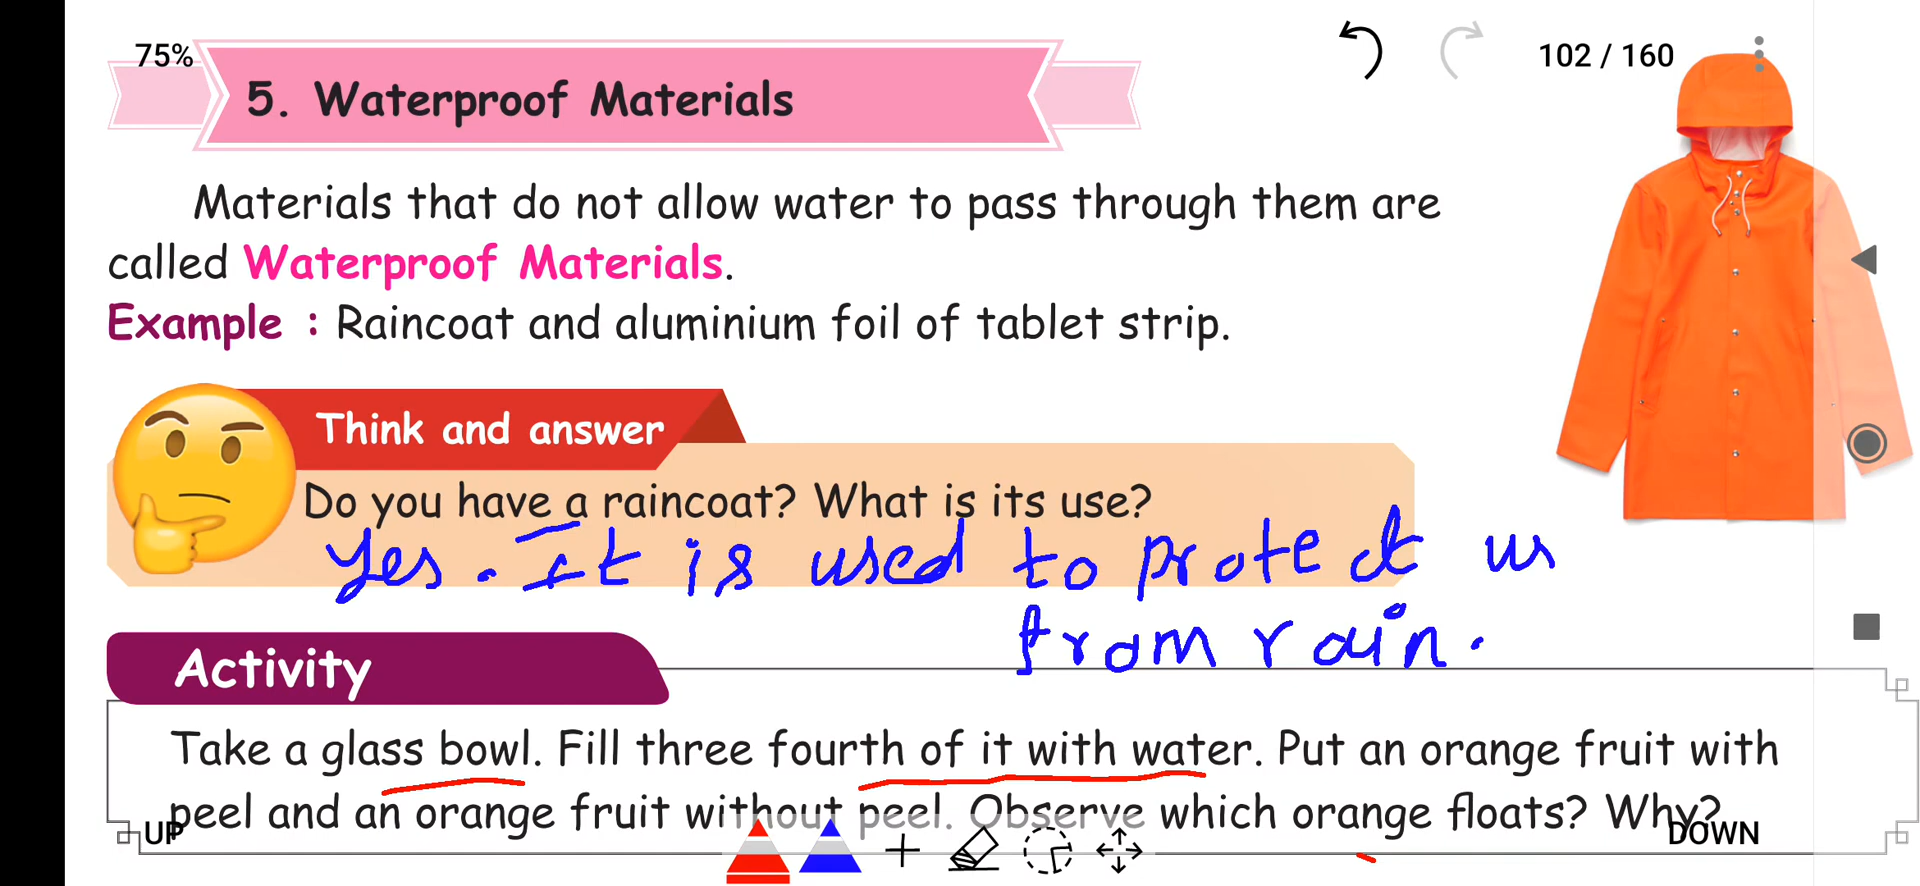 75%
102 / 160
5. Waterproof Materials
Materials that do not allow water to pass through them are
called Waterproof Materials.
Example : Raincoat and aluminium foil of tablet strip.
Think and answer
Do you have a raincoat? What is its use?
Yes. It is used to protect us
from rain.
Activity
Take a glass bowl. Fill three fourth of it with water. Put an orange fruit with
peel and an orange fruit without peel. Observe which orange floats? Why?
UP
DOWN